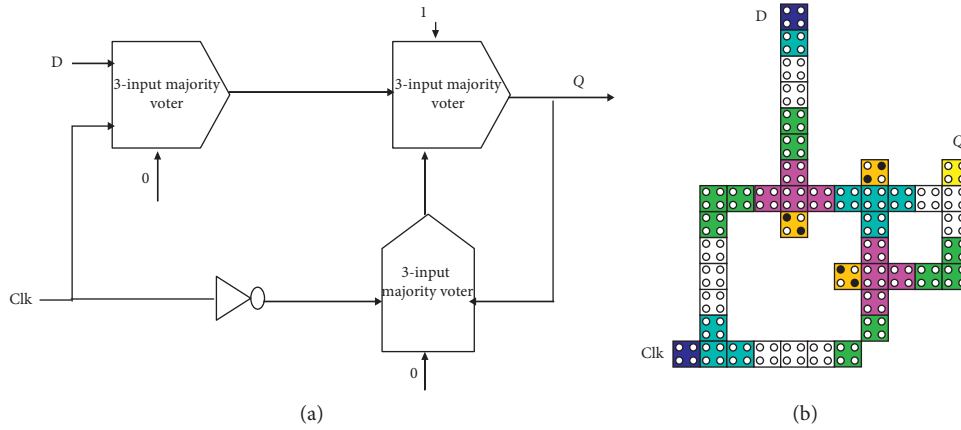 1
D
3-input majority
voter
3-input majority
voter
Q
0
3-input
majority voter
Clk
0
(a)
D
Q
Clk
(b)